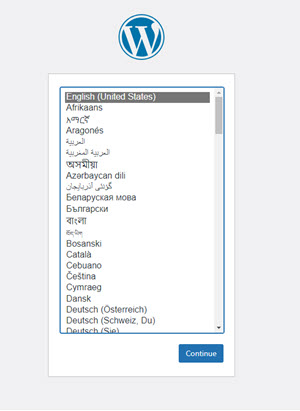 English (United States)
Afrikaans
አማርኛ
Aragonés
العربية
العربية المغربية
অসমীয়া
Azərbaycan dili
گؤنئی آذربایجان
Беларуская мова
Български
বাংলা
བོད་ཡིག
Bosanski
Català
Cebuano
Čeština
Cymraeg
Dansk
Deutsch (Österreich)
Deutsch (Schweiz, Du)
Deutsch (Sie)
Continue